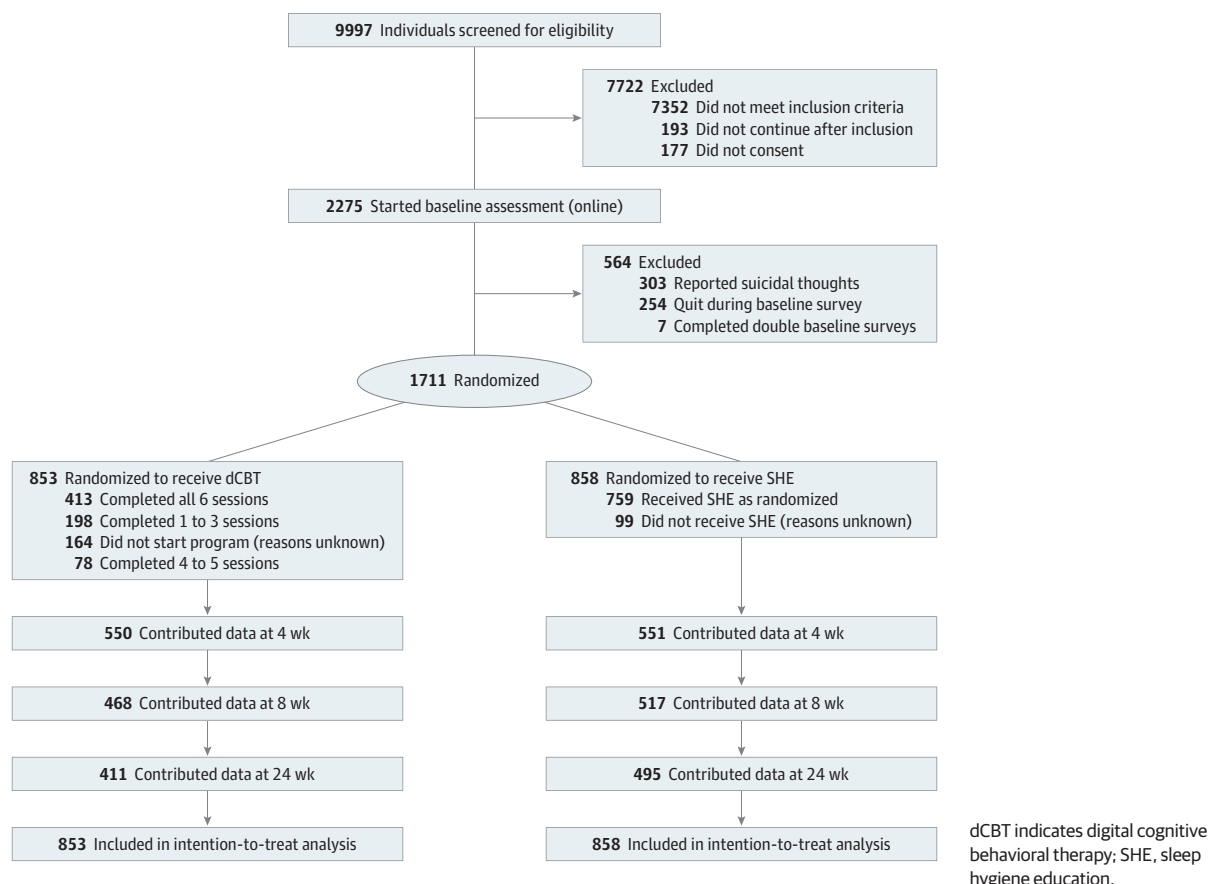 9997 Individuals screened for eligibility
7722 Excluded
7352 Did not meet inclusion criteria
193 Did not continue after inclusion
177 Did not consent
2275 Started baseline assessment (online)
564 Excluded
303 Reported suicidal thoughts
254 Quit during baseline survey
7 Completed double baseline surveys
1711 Randomized
853 Randomized to receive dCBT
413 Completed all 6 sessions
198 Completed 1 to 3 sessions
164 Did not start program (reasons unknown)
78 Completed 4 to 5 sessions
858 Randomized to receive SHE
759 Received SHE as randomized
99 Did not receive SHE (reasons unknown)
550 Contributed data at 4 wk
551 Contributed data at 4 wk
468 Contributed data at 8 wk
517 Contributed data at 8 wk
411 Contributed data at 24 wk
495 Contributed data at 24 wk
853 Included in intention-to-treat analysis
858 Included in intention-to-treat analysis
dCBT indicates digital cognitive
behavioral therapy; SHE, sleep
hygiene education.